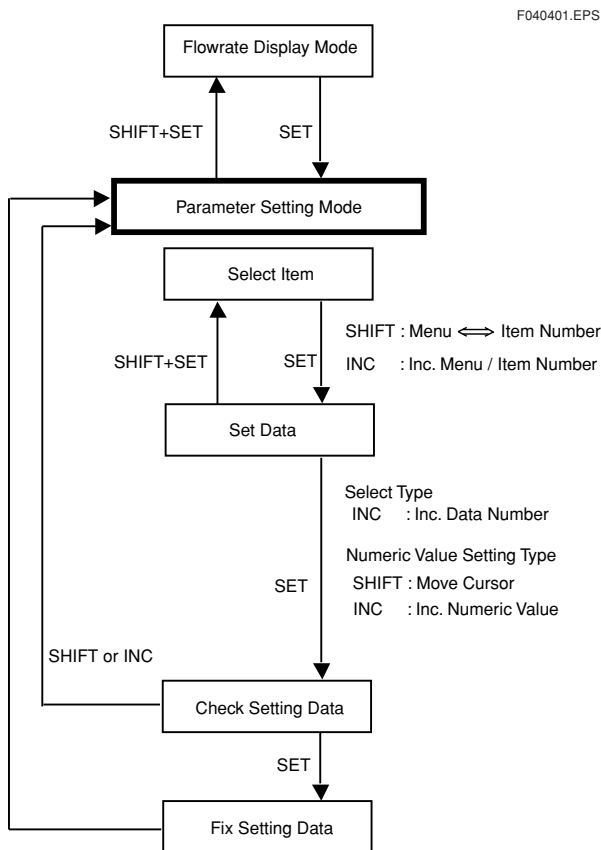 F040401.EPS
Flowrate Display Mode
SHIFT+SET
SET
Parameter Setting Mode
Select Item
SHIFT : Menu ⟺ Item Number
SHIFT+SET
SET
INC : Inc. Menu / Item Number
Set Data
Select Type
INC : Inc. Data Number
Numeric Value Setting Type
SET
SHIFT : Move Cursor
INC : Inc. Numeric Value
SHIFT or INC
Check Setting Data
SET
Fix Setting Data